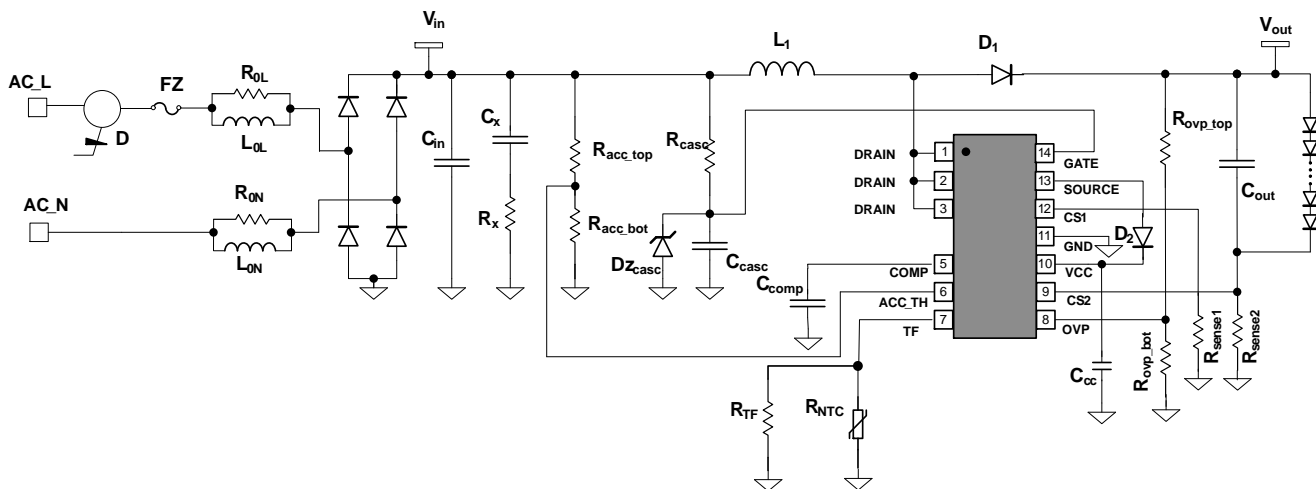 V_in
L_1
D_1
V_out
AC_L
FZ
R_0L
L_0L
D
C_in
C_x
R_x
R_acc_top
R_acc_bot
R_casc
Dz_casc
C_casc
AC_N
R_0N
L_0N
DRAIN 1
DRAIN 2
DRAIN 3
14 GATE
13 SOURCE
12 CS1
11 GND
D_2
COMP 5
10 VCC
ACC_TH 6
9 CS2
TF 7
8 OVP
C_comp
R_ovp_top
C_out
C_cc
R_ovp_bot
R_sense1
R_sense2
R_TF
R_NTC